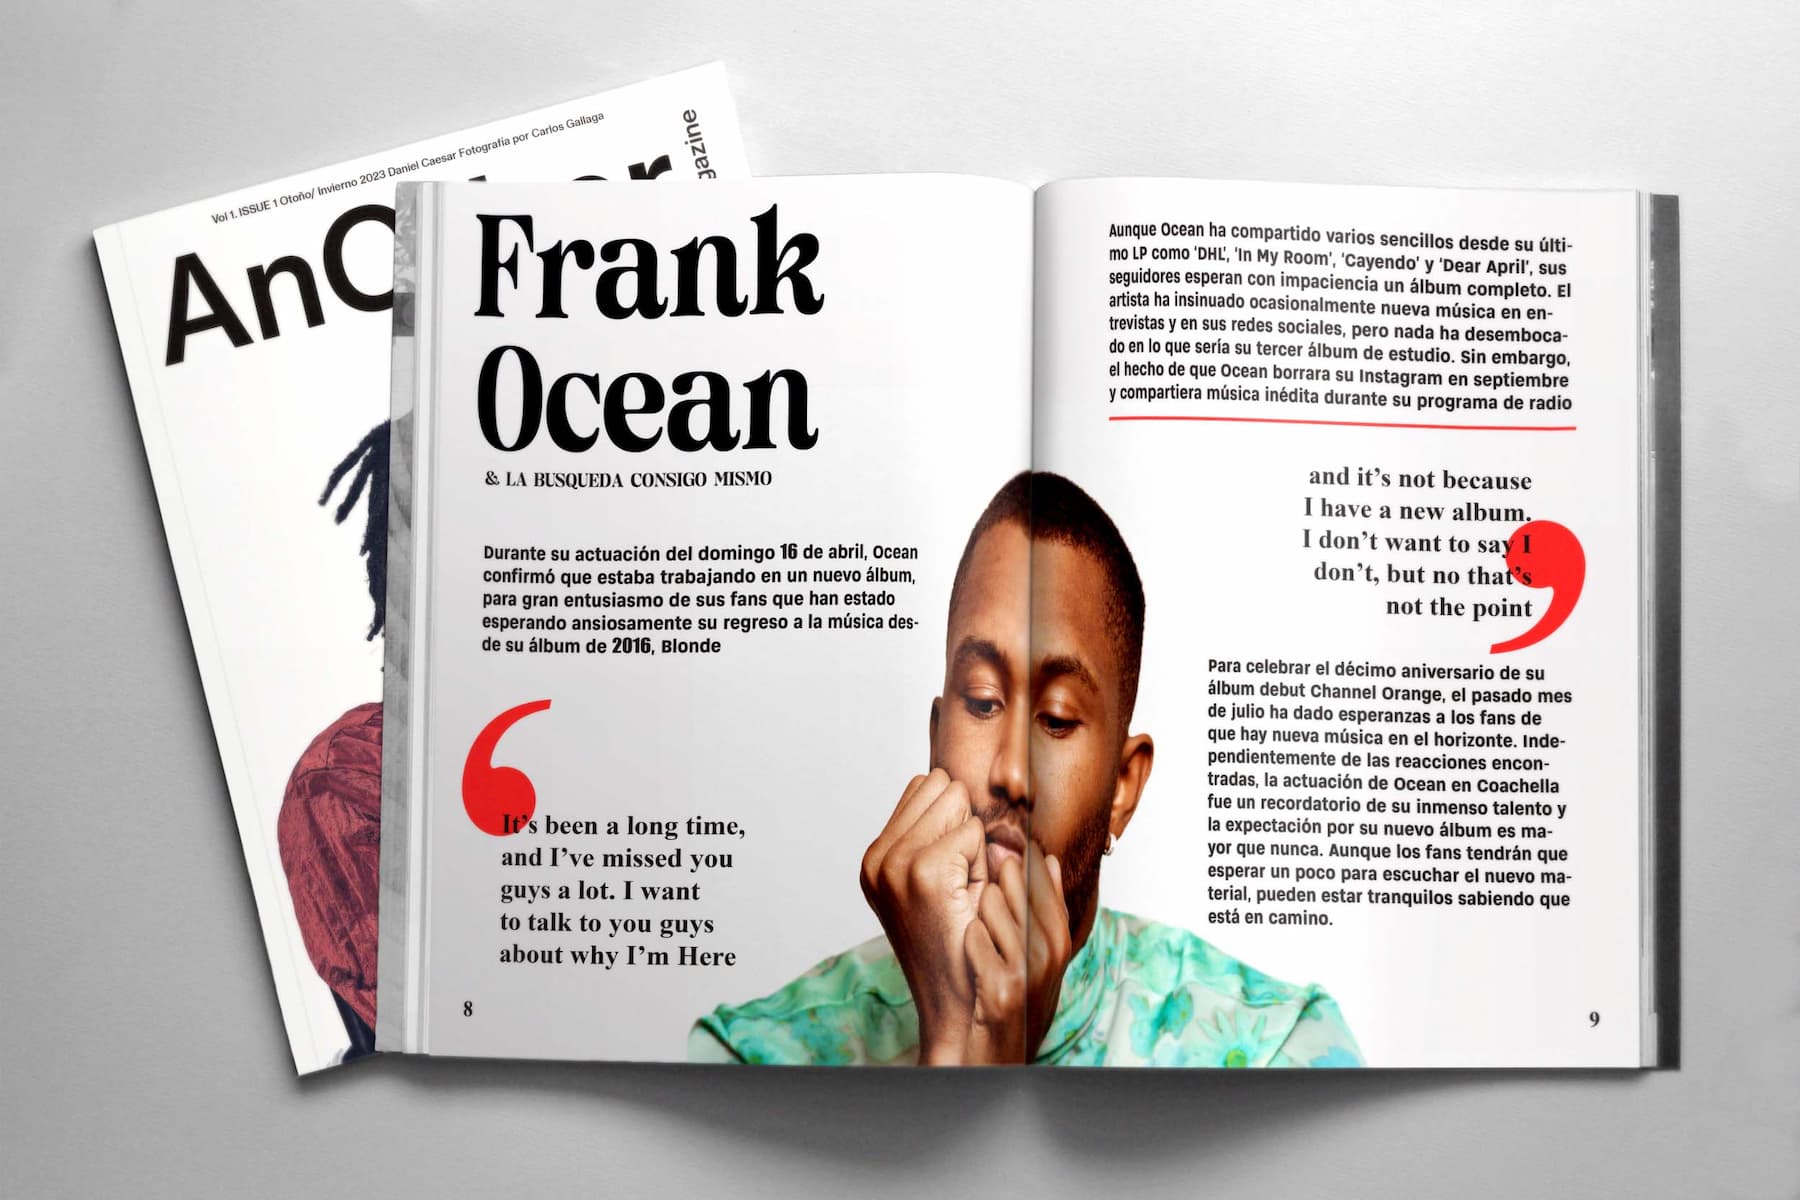 Vol 1. ISSUE 1 Otoño/ Invierno 2023 Daniel Caesar Fotografía por Carlos Gallaga
Frank
Ocean
& LA BUSQUEDA CONSIGO MISMO
Durante su actuación del domingo 16 de abril, Ocean
confirmó que estaba trabajando en un nuevo álbum,
para gran entusiasmo de sus fans que han estado
esperando ansiosamente su regreso a la música des-
de su álbum de 2016, Blonde
‘
It’s been a long time,
and I’ve missed you
guys a lot. I want
to talk to you guys
about why I’m Here
8
Aunque Ocean ha compartido varios sencillos desde su últi-
mo LP como ‘DHL’, ‘In My Room’, ‘Cayendo’ y ‘Dear April’, sus
seguidores esperan con impaciencia un álbum completo. El
artista ha insinuado ocasionalmente nueva música en en-
trevistas y en sus redes sociales, pero nada ha desemboca-
do en lo que sería su tercer álbum de estudio. Sin embargo,
el hecho de que Ocean borrara su Instagram en septiembre
y compartiera música inédita durante su programa de radio
and it’s not because
I have a new album.
I don’t want to say I
don’t, but no that’s
not the point
’
Para celebrar el décimo aniversario de su
álbum debut Channel Orange, el pasado mes
de julio ha dado esperanzas a los fans de
que hay nueva música en el horizonte. Inde-
pendientemente de las reacciones encon-
tradas, la actuación de Ocean en Coachella
fue un recordatorio de su inmenso talento y
la expectación por su nuevo álbum es ma-
yor que nunca. Aunque los fans tendrán que
esperar un poco para escuchar el nuevo ma-
terial, pueden estar tranquilos sabiendo que
está en camino.
9